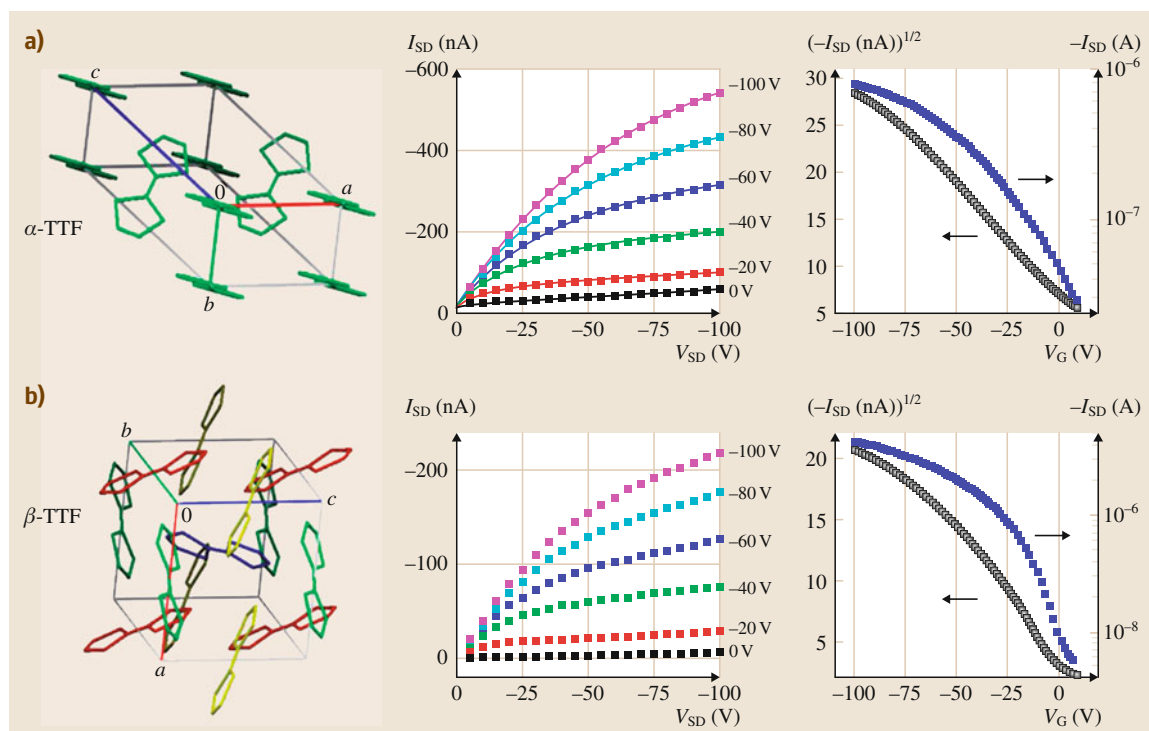 a)
c
0
a
b
α-TTF
I_SD (nA)
–600
–400
–200
0
0 –25 –50 –75 –100
V_SD (V)
–100 V
–80 V
–60 V
–40 V
–20 V
0 V
(–I_SD (nA))^1/2
–I_SD (A)
30
25
20
15
10
5
10^–6
10^–7
–100 –75 –50 –25 0
V_G (V)
b)
b
c
0
a
β-TTF
I_SD (nA)
–200
–100
0
0 –25 –50 –75 –100
V_SD (V)
–100 V
–80 V
–60 V
–40 V
–20 V
0 V
(–I_SD (nA))^1/2
–I_SD (A)
20
15
10
5
10^–6
10^–8
–100 –75 –50 –25 0
V_G (V)